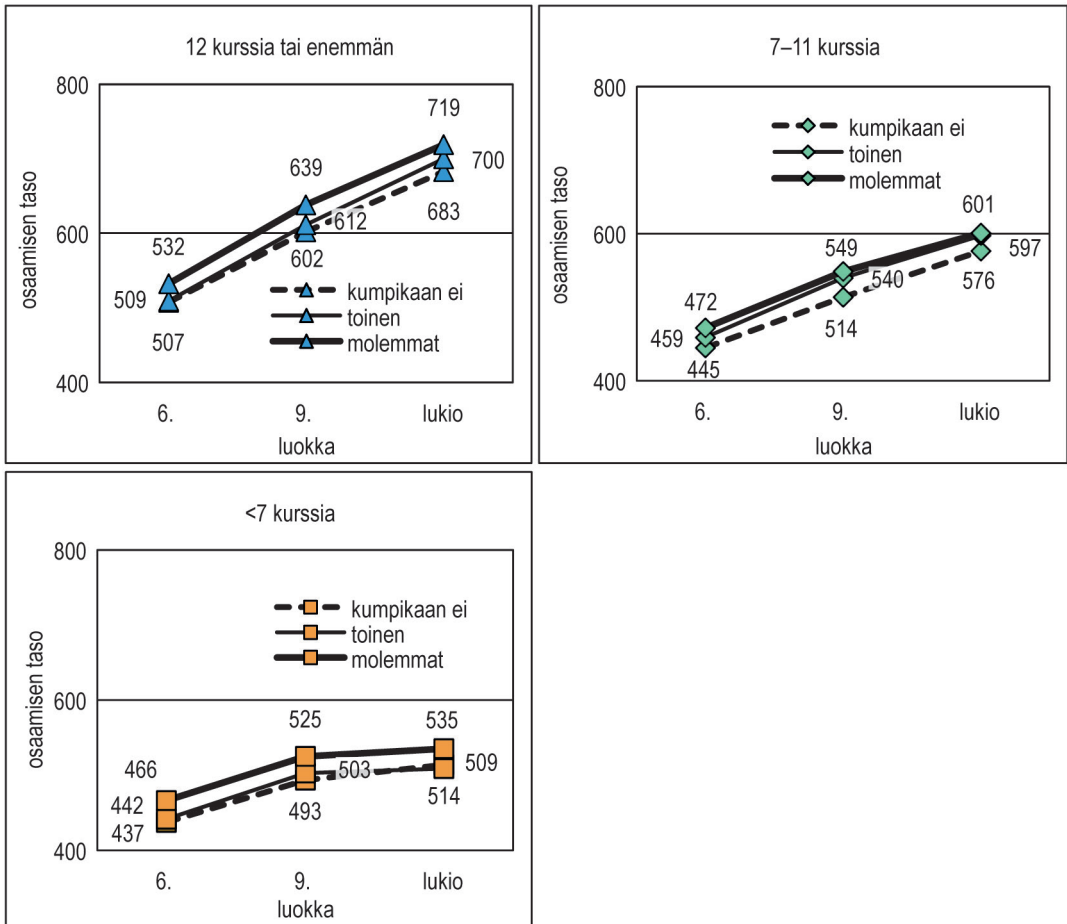 12 kurssia tai enemmän
800
719
639
700
osaamisen taso
683
612
600
532
602
509
kumpikaan ei
toinen
507
molemmat
400
6.
9.
lukio
luokka
7–11 kurssia
800
kumpikaan ei
toinen
molemmat
osaamisen taso
601
600
549
597
540
576
472
514
459
445
400
6.
9.
lukio
luokka
<7 kurssia
800
kumpikaan ei
toinen
molemmat
osaamisen taso
600
525
535
466
503
509
442
493
514
437
400
6.
9.
lukio
luokka